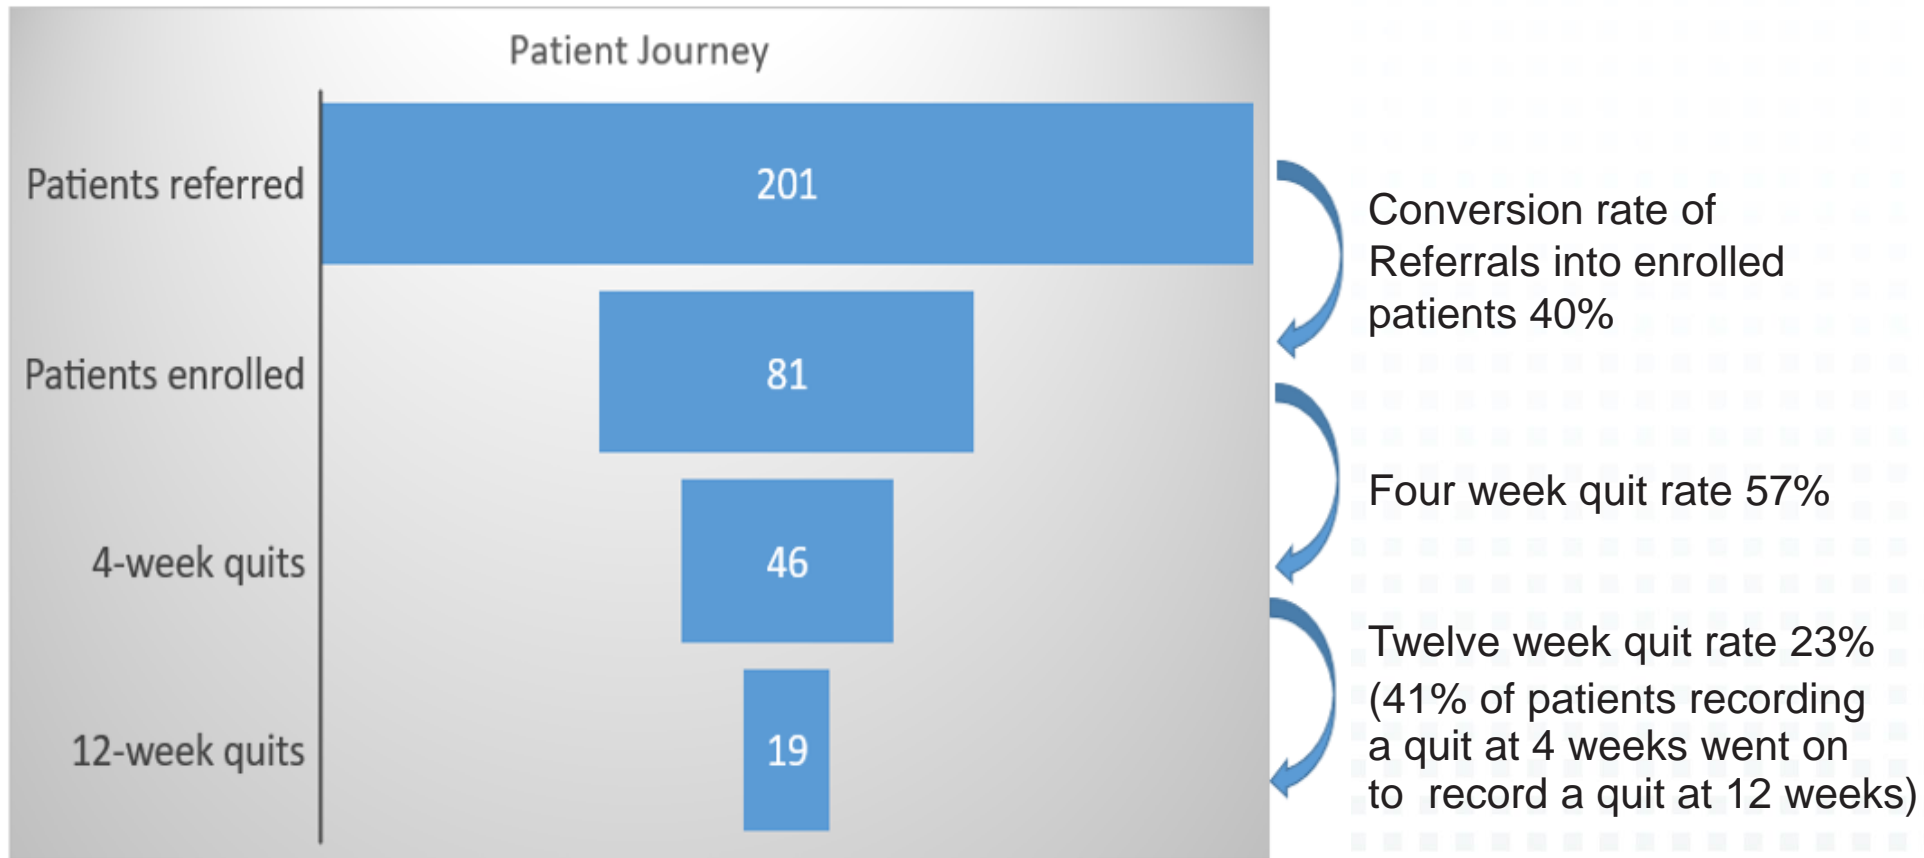 Patient Journey
Patients referred
201
Conversion rate of
Referrals into enrolled
patients 40%
Patients enrolled
81
Four week quit rate 57%
4-week quits
46
Twelve week quit rate 23%
(41% of patients recording
a quit at 4 weeks went on
to record a quit at 12 weeks)
12-week quits
19